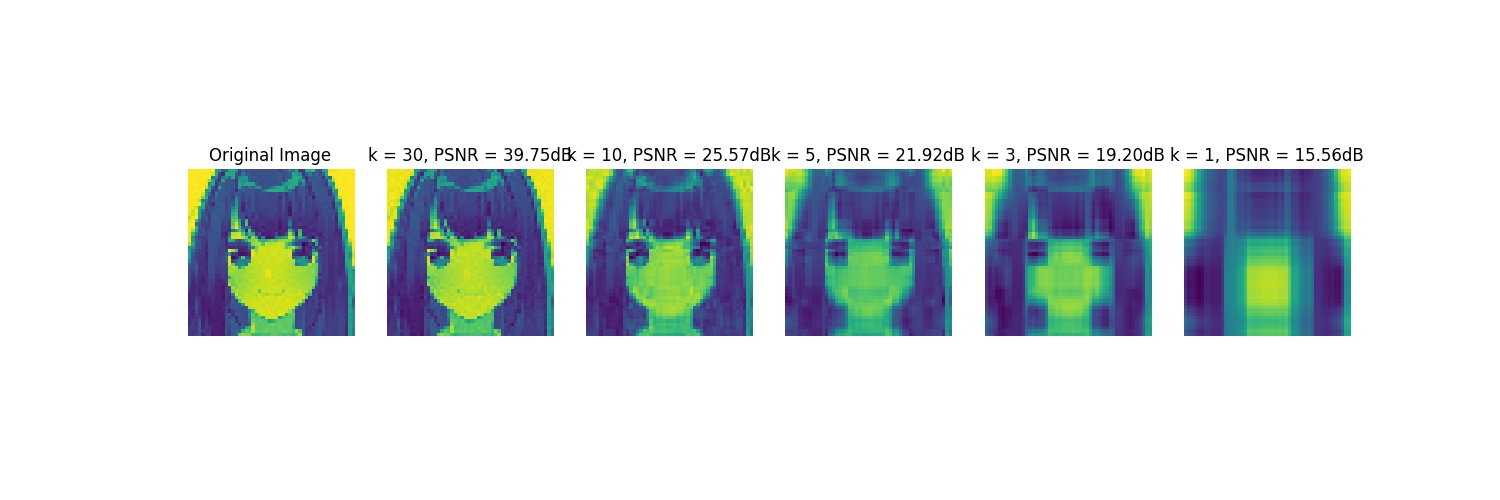 Original Image
k = 30, PSNR = 39.75dB
k = 10, PSNR = 25.57dB
k = 5, PSNR = 21.92dB
k = 3, PSNR = 19.20dB
k = 1, PSNR = 15.56dB